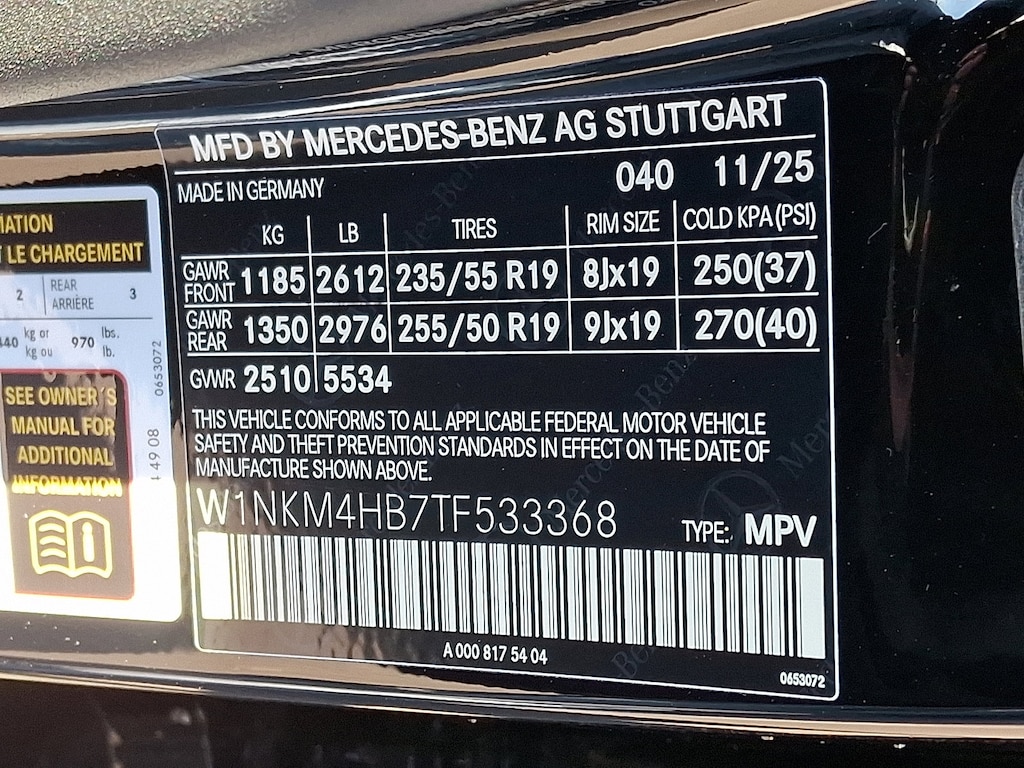 MFD BY MERCEDES-BENZ AG STUTTGART
MADE IN GERMANY 040 11/25
KG LB TIRES RIM SIZE COLD KPA (PSI)
GAWR FRONT 1185 2612 235/55 R19 8Jx19 250(37)
GAWR REAR 1350 2976 255/50 R19 9Jx19 270(40)
GVWR 2510 5534
THIS VEHICLE CONFORMS TO ALL APPLICABLE FEDERAL MOTOR VEHICLE
SAFETY AND THEFT PREVENTION STANDARDS IN EFFECT ON THE DATE OF
MANUFACTURE SHOWN ABOVE.
W1NKM4HB7TF533368 TYPE: MPV
A 000 817 54 04
0653072
LE CHARGEMENT
2 REAR 3
ARRIÈRE
kg or 970 lbs.
kg ou lb.
SEE OWNER'S
MANUAL FOR
ADDITIONAL
INFORMATION
0653072